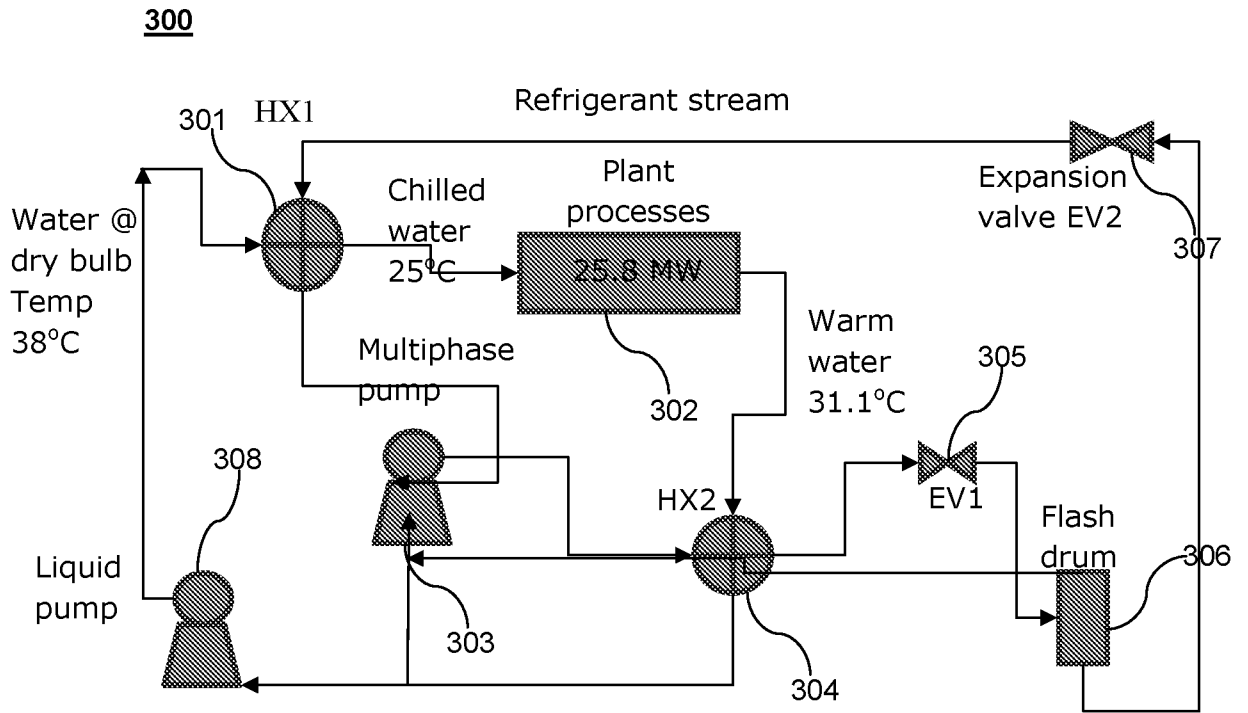 300
Refrigerant stream
301
HX1
Expansion
valve EV2
307
Water @
dry bulb
Temp
38°C
Chilled
water
25°C
Plant
processes
25.8 MW
302
Warm
water
31.1°C
Multiphase
pump
305
308
HX2
EV1
Flash
drum
306
Liquid
pump
303
304